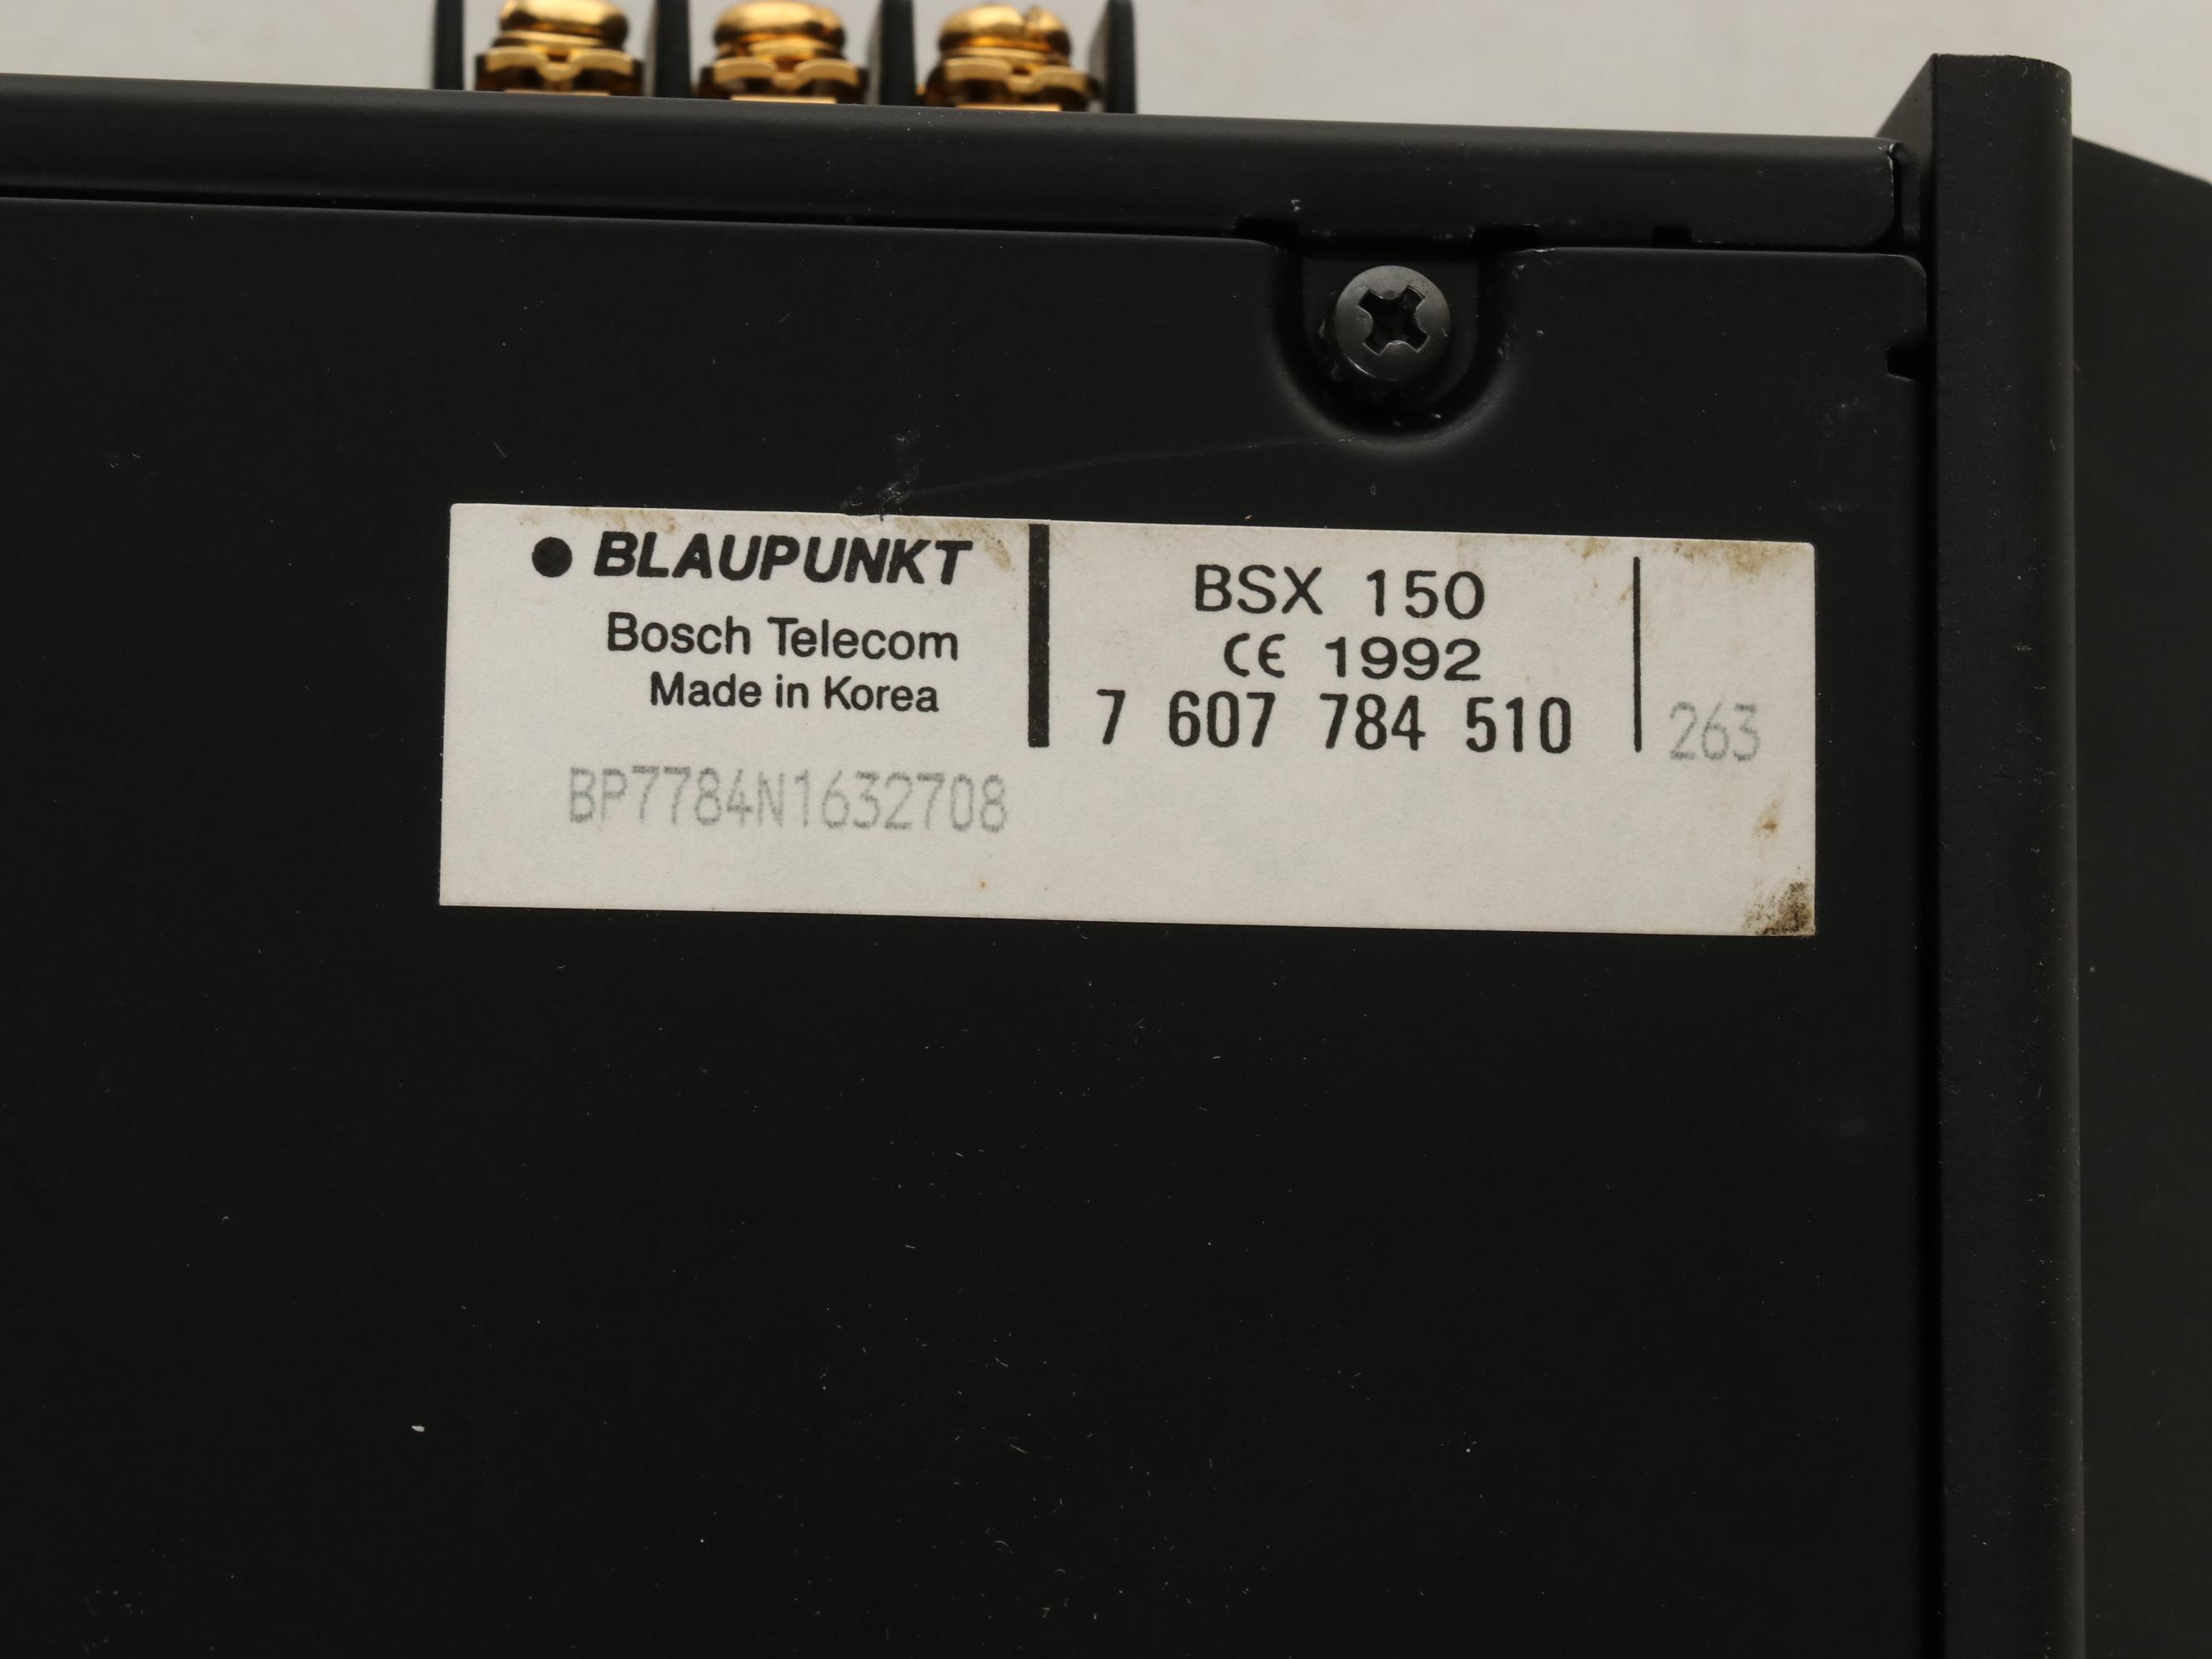 BLAUPUNKT
Bosch Telecom
Made in Korea
BP7784N1632708
BSX 150
CE 1992
7 607 784 510
263